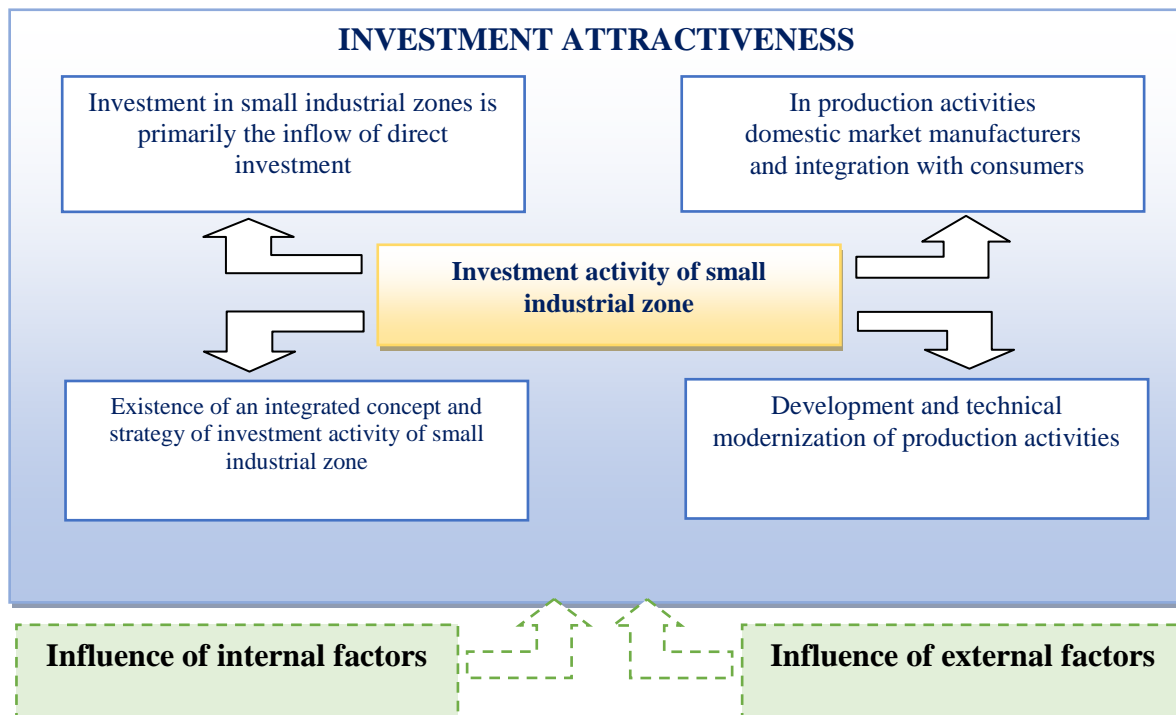 INVESTMENT ATTRACTIVENESS
Investment in small industrial zones is
primarily the inflow of direct
investment
In production activities
domestic market manufacturers
and integration with consumers
Investment activity of small
industrial zone
Existence of an integrated concept and
strategy of investment activity of small
industrial zone
Development and technical
modernization of production activities
Influence of internal factors
Influence of external factors